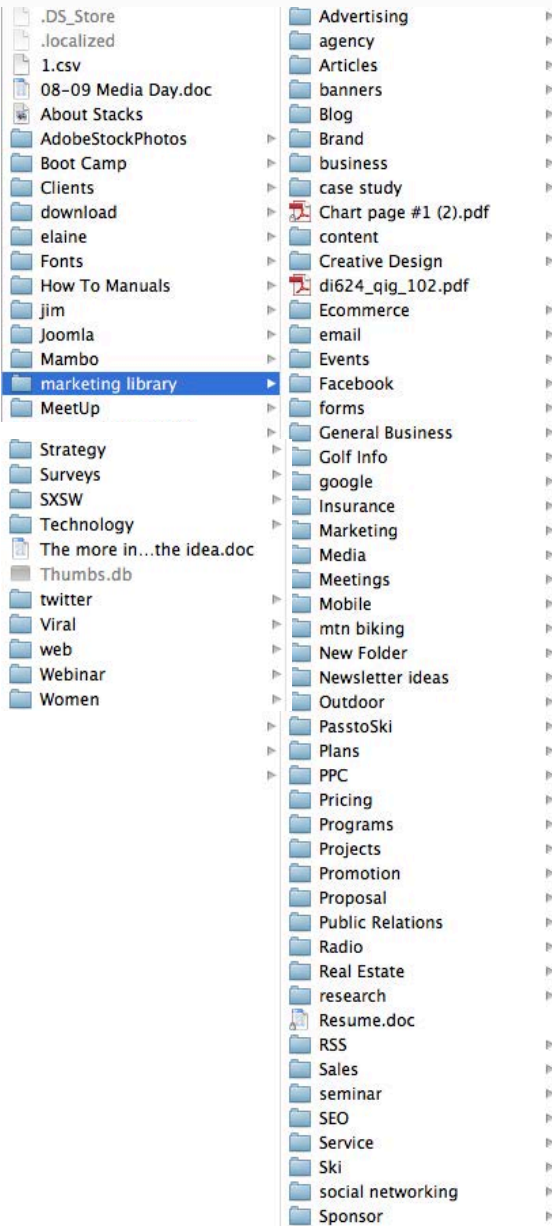 .DS_Store
.localized
1.csv
08-09 Media Day.doc
About Stacks
AdobeStockPhotos
Boot Camp
Clients
download
elaine
Fonts
How To Manuals
jim
Joomla
Mambo
marketing library
MeetUp
Strategy
Surveys
SXSW
Technology
The more in...the idea.doc
Thumbs.db
twitter
Viral
web
Webinar
Women
Advertising
agency
Articles
banners
Blog
Brand
business
case study
Chart page #1 (2).pdf
content
Creative Design
di624_qig_102.pdf
Ecommerce
email
Events
Facebook
forms
General Business
Golf Info
google
Insurance
Marketing
Media
Meetings
Mobile
mtn biking
New Folder
Newsletter ideas
Outdoor
PasstoSki
Plans
PPC
Pricing
Programs
Projects
Promotion
Proposal
Public Relations
Radio
Real Estate
research
Resume.doc
RSS
Sales
seminar
SEO
Service
Ski
social networking
Sponsor